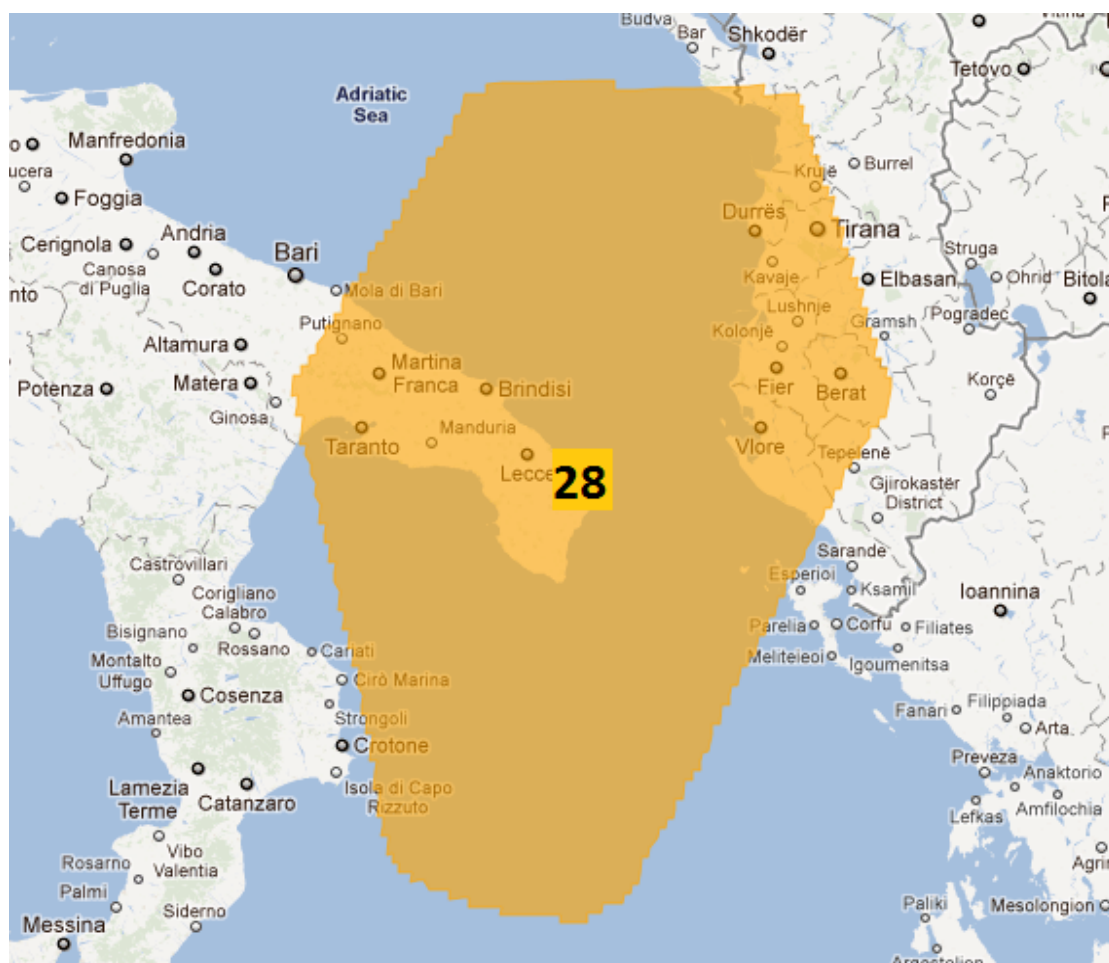 Budva
Bar
Shkodër
Tetovo
Adriatic
Sea
Manfredonia
Burrel
ucera
Krujë
Foggia
Durrës
Tirana
Cerignola
Andria
Bari
Struga
Canosa
di Puglia
Corato
Kavaje
Elbasan
Ohrid
Bitola
nto
Mola di Bari
Lushnje
Pogradec
Putignano
Kolonjë
Gramsh
Altamura
Martina
Franca
Potenza
Matera
Brindisi
Fier
Berat
Korçë
Ginosa
Taranto
Manduria
Vlore
Lecce
28
Tepelenë
Gjirokastër
District
Castrovillari
Sarande
Esperioi
Ksamil
Ioannina
Corigliano
Calabro
Bisignano
Rossano
Cariati
Parelia
Corfu
Filiates
Montalto
Uffugo
Meliteieoi
Igoumenitsa
Cosenza
Cirò Marina
Strongoli
Fanari
Filippiada
Amantea
Crotone
Arta
Preveza
Lamezia
Terme
Catanzaro
Isola di Capo
Rizzuto
Anaktorio
Lefkas
Amfilochia
Vibo
Valentia
Rosarno
Agri
Palmi
Siderno
Paliki
Mesolongion
Messina